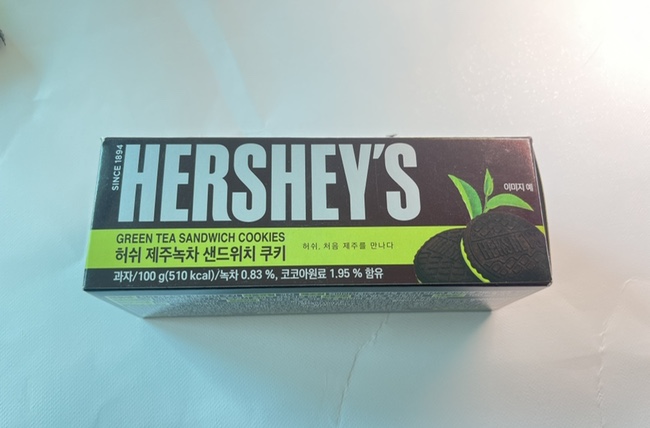 SINCE 1894
HERSHEY'S
이미지 예
GREEN TEA SANDWICH COOKIES
허쉬 제주녹차 샌드위치 쿠키
허쉬, 처음 제주를 만나다
과자/100 g(510 kcal)/녹차 0.83 %, 코코아원료 1.95 % 함유